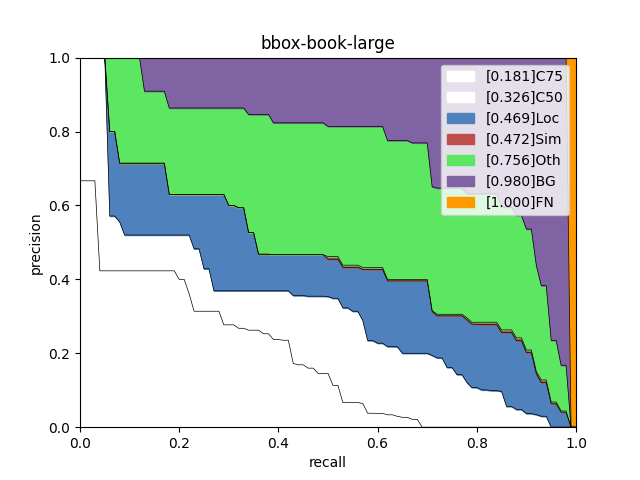 bbox-book-large
1.0
0.8
0.6
0.4
0.2
0.0
precision
[0.181]C75
[0.326]C50
[0.469]Loc
[0.472]Sim
[0.756]Oth
[0.980]BG
[1.000]FN
0.0 0.2 0.4 0.6 0.8 1.0
recall